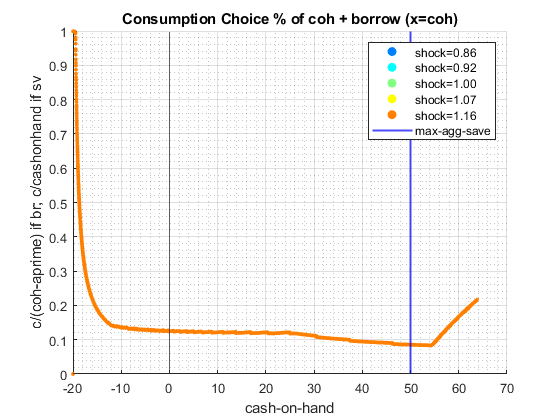 Consumption Choice % of coh + borrow (x=coh)
c/(coh-aprime) if br, c/cashonhand if sv
1
0.9
0.8
0.7
0.6
0.5
0.4
0.3
0.2
0.1
0
shock=0.86
shock=0.92
shock=1.00
shock=1.07
shock=1.16
max-agg-save
-20 -10 0 10 20 30 40 50 60 70
cash-on-hand